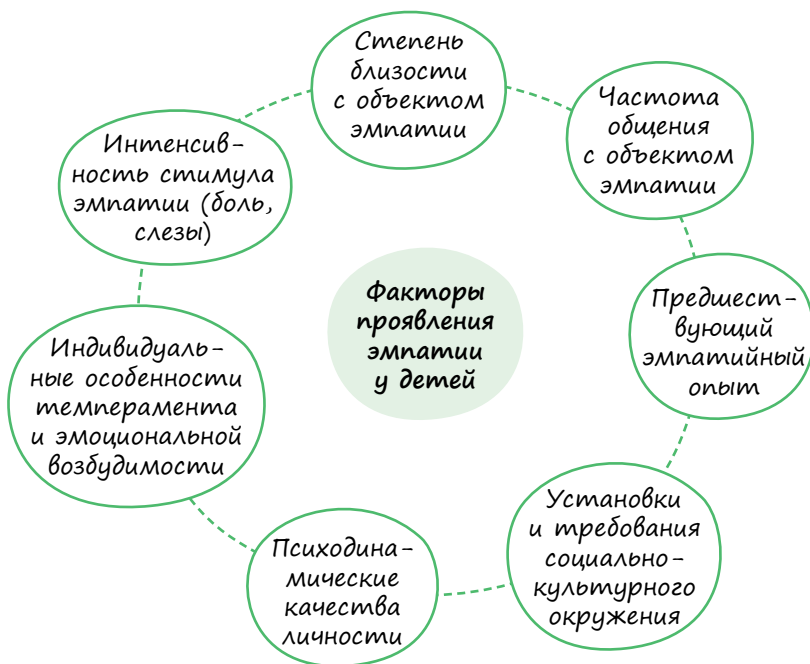 Степень
близости
с объектом
эмпатии
Частота
общения
с объектом
эмпатии
Предшест-
вующий
эмпатийный
опыт
Установки
и требования
социально-
культурного
окружения
Психодина-
мические
качества
личности
Индивидуаль-
ные особенности
темперамента
и эмоциональной
возбудимости
Интенсив-
ность стимула
эмпатии (боль,
слезы)
Факторы
проявления
эмпатии
у детей